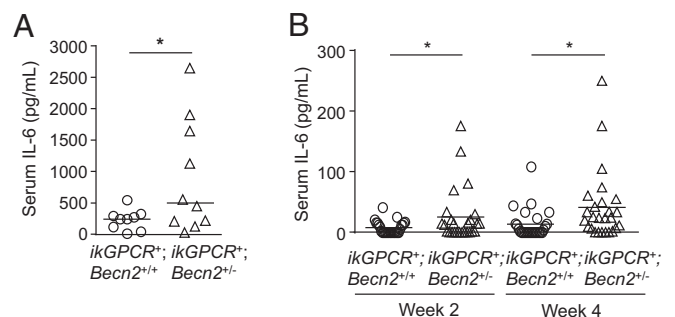 A
Serum IL-6 (pg/mL)
3000
2500
2000
1500
1000
500
0
*
ikGPCR⁺; ikGPCR⁺;
Becn2⁺/⁺ Becn2⁺/⁻
B
Serum IL-6 (pg/mL)
300
200
100
0
* *
ikGPCR⁺; ikGPCR⁺; ikGPCR⁺; ikGPCR⁺;
Becn2⁺/⁺ Becn2⁺/⁻ Becn2⁺/⁺ Becn2⁺/⁻
Week 2 Week 4